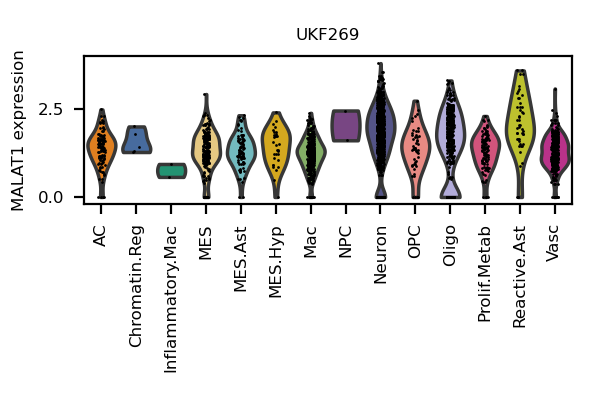 UKF269
MALAT1 expression
2.5
0.0
AC
Chromatin.Reg
Inflammatory.Mac
MES
MES.Ast
MES.Hyp
Mac
NPC
Neuron
OPC
Oligo
Prolif.Metab
Reactive.Ast
Vasc